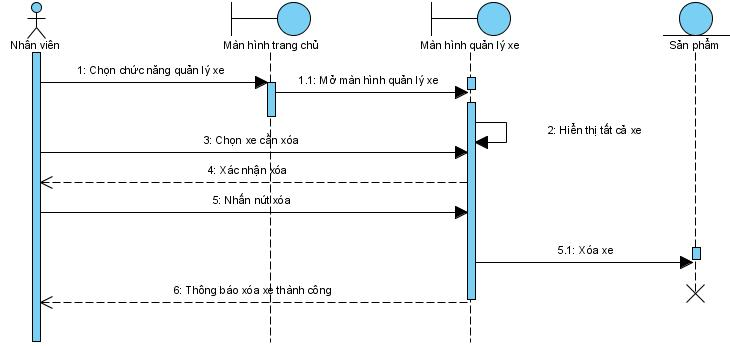 Nhân viên
Màn hình trang chủ
Màn hình quản lý xe
Sản phẩm
1: Chọn chức năng quản lý xe
1.1: Mở màn hình quản lý xe
2: Hiển thị tất cả xe
3: Chọn xe cần xóa
4: Xác nhận xóa
5: Nhấn nút xóa
5.1: Xóa xe
6: Thông báo xóa xe thành công